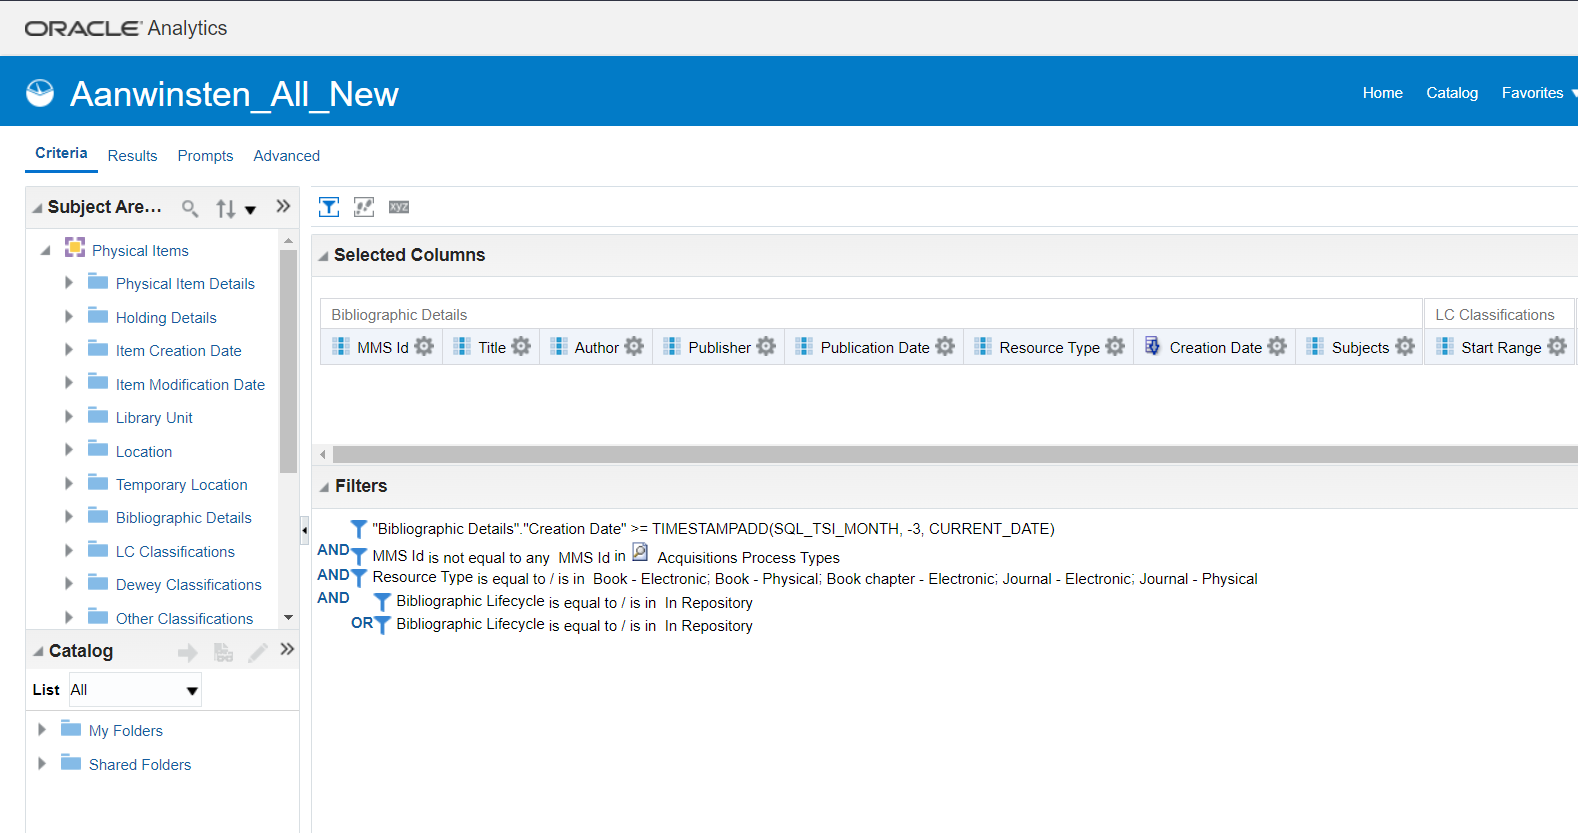 ORACLE Analytics
Aanwinsten_All_New
Home Catalog Favorites
Criteria Results Prompts Advanced
Subject Are...
Physical Items
Physical Item Details
Holding Details
Item Creation Date
Item Modification Date
Library Unit
Location
Temporary Location
Bibliographic Details
LC Classifications
Dewey Classifications
Other Classifications
Catalog
List All
My Folders
Shared Folders
xyz
Selected Columns
Bibliographic Details LC Classifications
MMS Id Title Author Publisher Publication Date Resource Type Creation Date Subjects Start Range
Filters
"Bibliographic Details"."Creation Date" >= TIMESTAMPADD(SQL_TSI_MONTH, -3, CURRENT_DATE)
AND MMS Id is not equal to any MMS Id in Acquisitions Process Types
AND Resource Type is equal to / is in Book - Electronic; Book - Physical; Book chapter - Electronic; Journal - Electronic; Journal - Physical
AND Bibliographic Lifecycle is equal to / is in In Repository
OR Bibliographic Lifecycle is equal to / is in In Repository